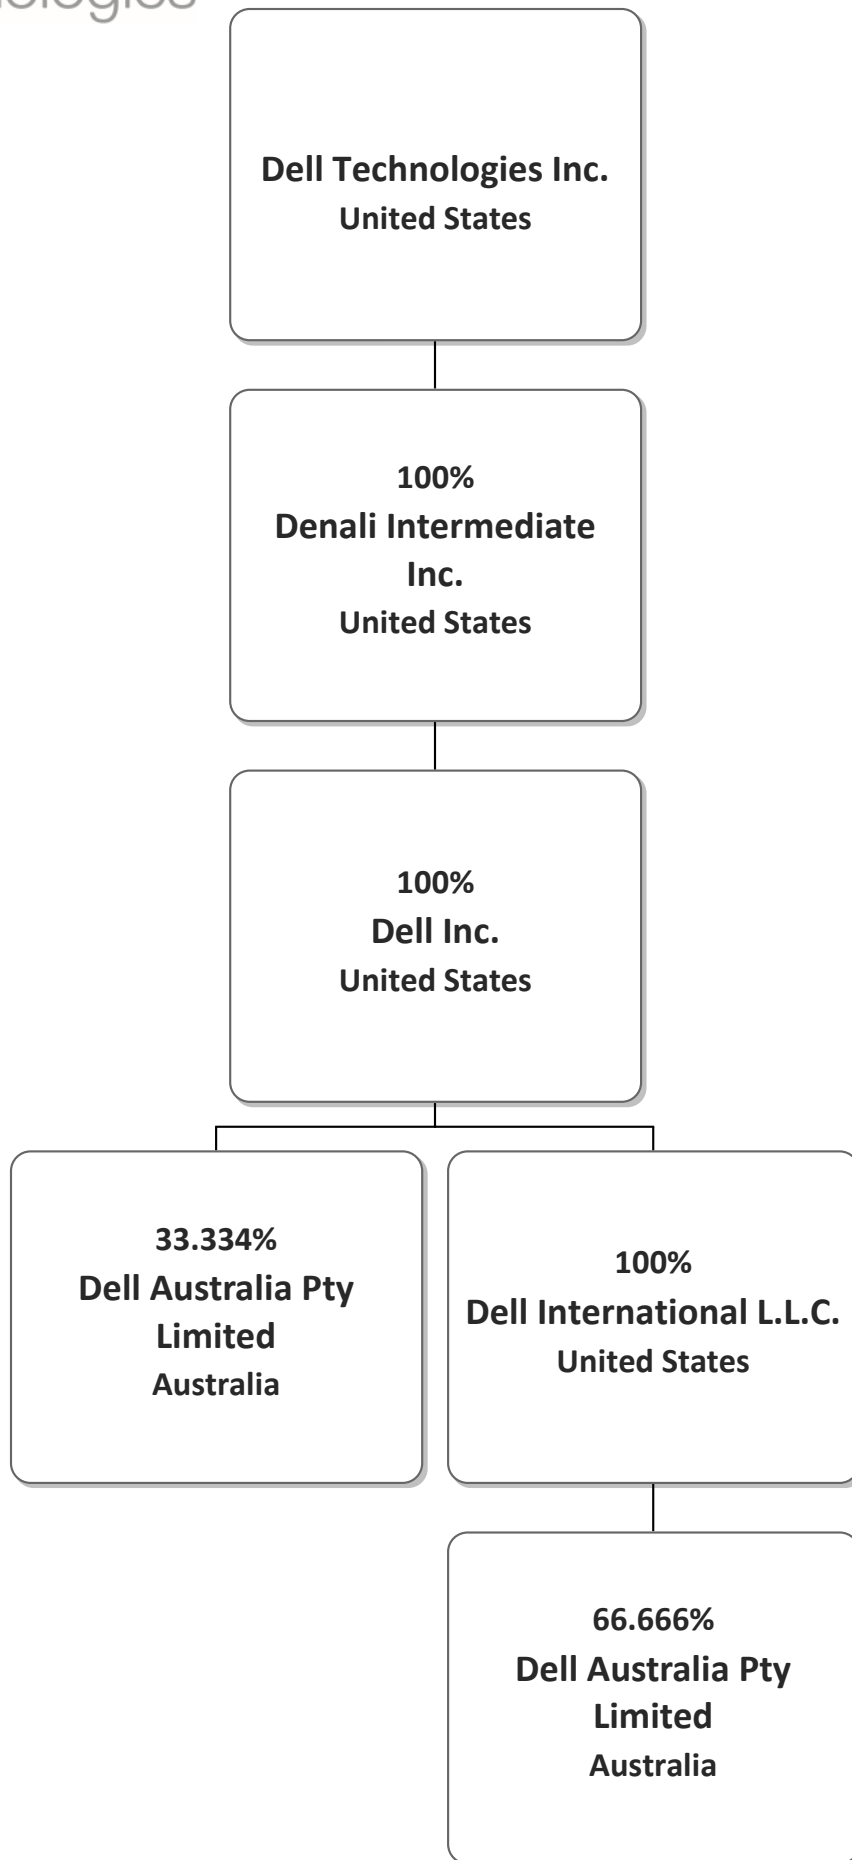 Dell Technologies Inc.
United States
100%
Denali Intermediate
Inc.
United States
100%
Dell Inc.
United States
33.334%
Dell Australia Pty
Limited
Australia
100%
Dell International L.L.C.
United States
66.666%
Dell Australia Pty
Limited
Australia